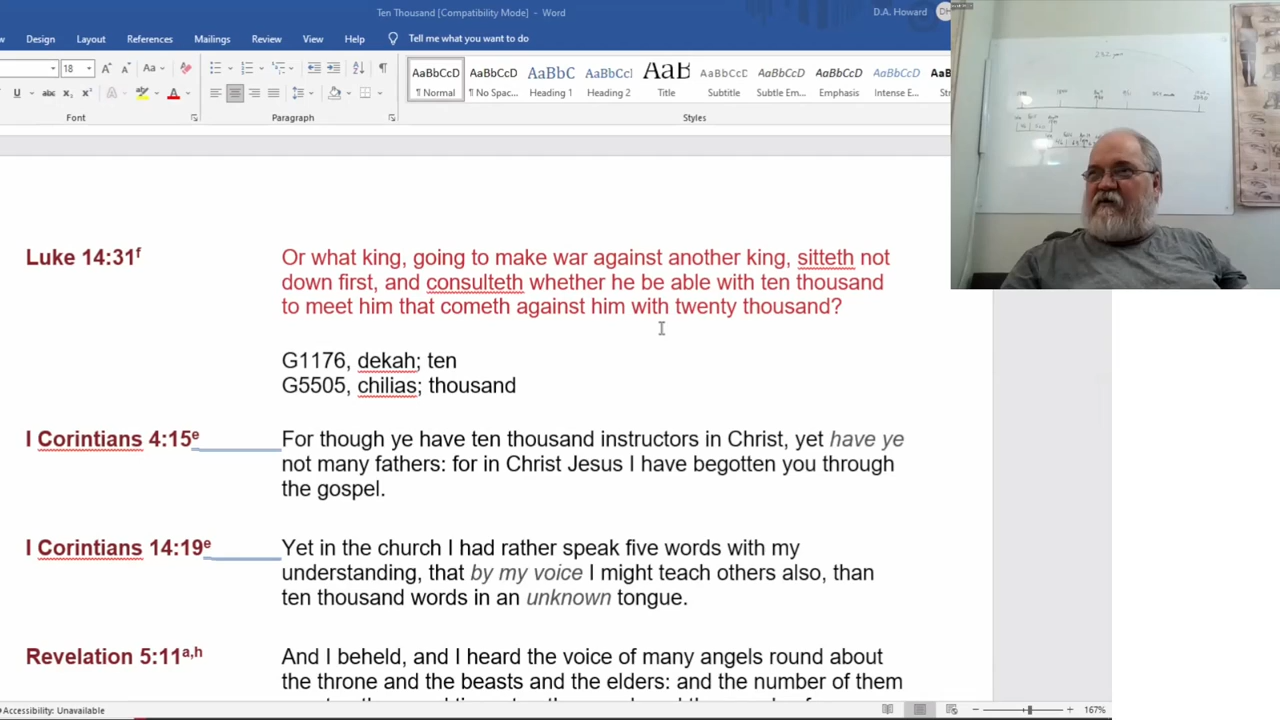 Ten Thousand [Compatibility Mode] - Word
D.A. Howard
DH
Design Layout References Mailings Review View Help Tell me what you want to do
18 Aa
U abc x₂ x² A A
AaBbCcD AaBbCcD AaBbC AaBbCcI AaB AaBbCcD AaBbCcD AaBbCcD AaBbCcD
¶ Normal ¶ No Spac... Heading 1 Heading 2 Title Subtitle Subtle Em... Emphasis Intense E...
Font Paragraph Styles
Luke 14:31f Or what king, going to make war against another king, sitteth not
down first, and consulteth whether he be able with ten thousand
to meet him that cometh against him with twenty thousand?
G1176, dekah; ten
G5505, chilias; thousand
I Corintians 4:15e For though ye have ten thousand instructors in Christ, yet have ye
not many fathers: for in Christ Jesus I have begotten you through
the gospel.
I Corintians 14:19e Yet in the church I had rather speak five words with my
understanding, that by my voice I might teach others also, than
ten thousand words in an unknown tongue.
Revelation 5:11a,h And I beheld, and I heard the voice of many angels round about
the throne and the beasts and the elders: and the number of them
Accessibility: Unavailable
167%